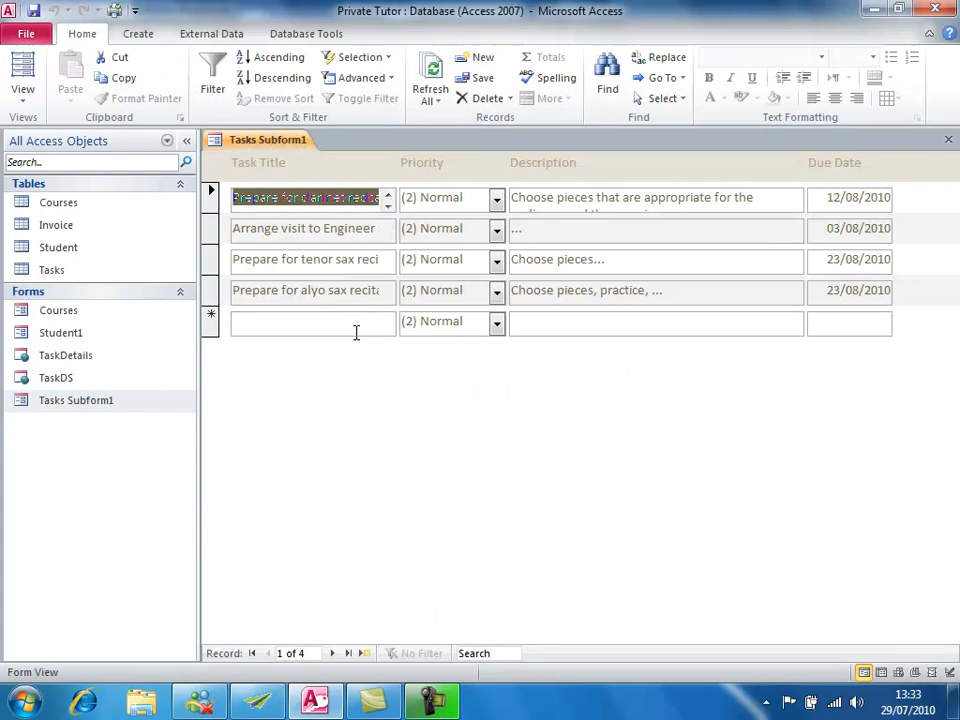 Private Tutor : Database (Access 2007) - Microsoft Access
File Home Create External Data Database Tools
View
Views
Paste
Cut
Copy
Format Painter
Clipboard
Filter
Ascending
Descending
Remove Sort
Selection
Advanced
Toggle Filter
Sort & Filter
Refresh All
New
Save
Delete
Totals
Spelling
More
Records
Find
Replace
Go To
Select
Find
B I U
A
Text Formatting
All Access Objects
Search...
Tables
Courses
Invoice
Student
Tasks
Forms
Courses
Student1
TaskDetails
TaskDS
Tasks Subform1
Tasks Subform1
Task Title Priority Description Due Date
Prepare for clarinet recita (2) Normal Choose pieces that are appropriate for the 12/08/2010
Arrange visit to Engineer (2) Normal ... 03/08/2010
Prepare for tenor sax reci (2) Normal Choose pieces... 23/08/2010
Prepare for alyo sax recita (2) Normal Choose pieces, practice, ... 23/08/2010
(2) Normal
Record: 1 of 4 No Filter Search
Form View
13:33
29/07/2010